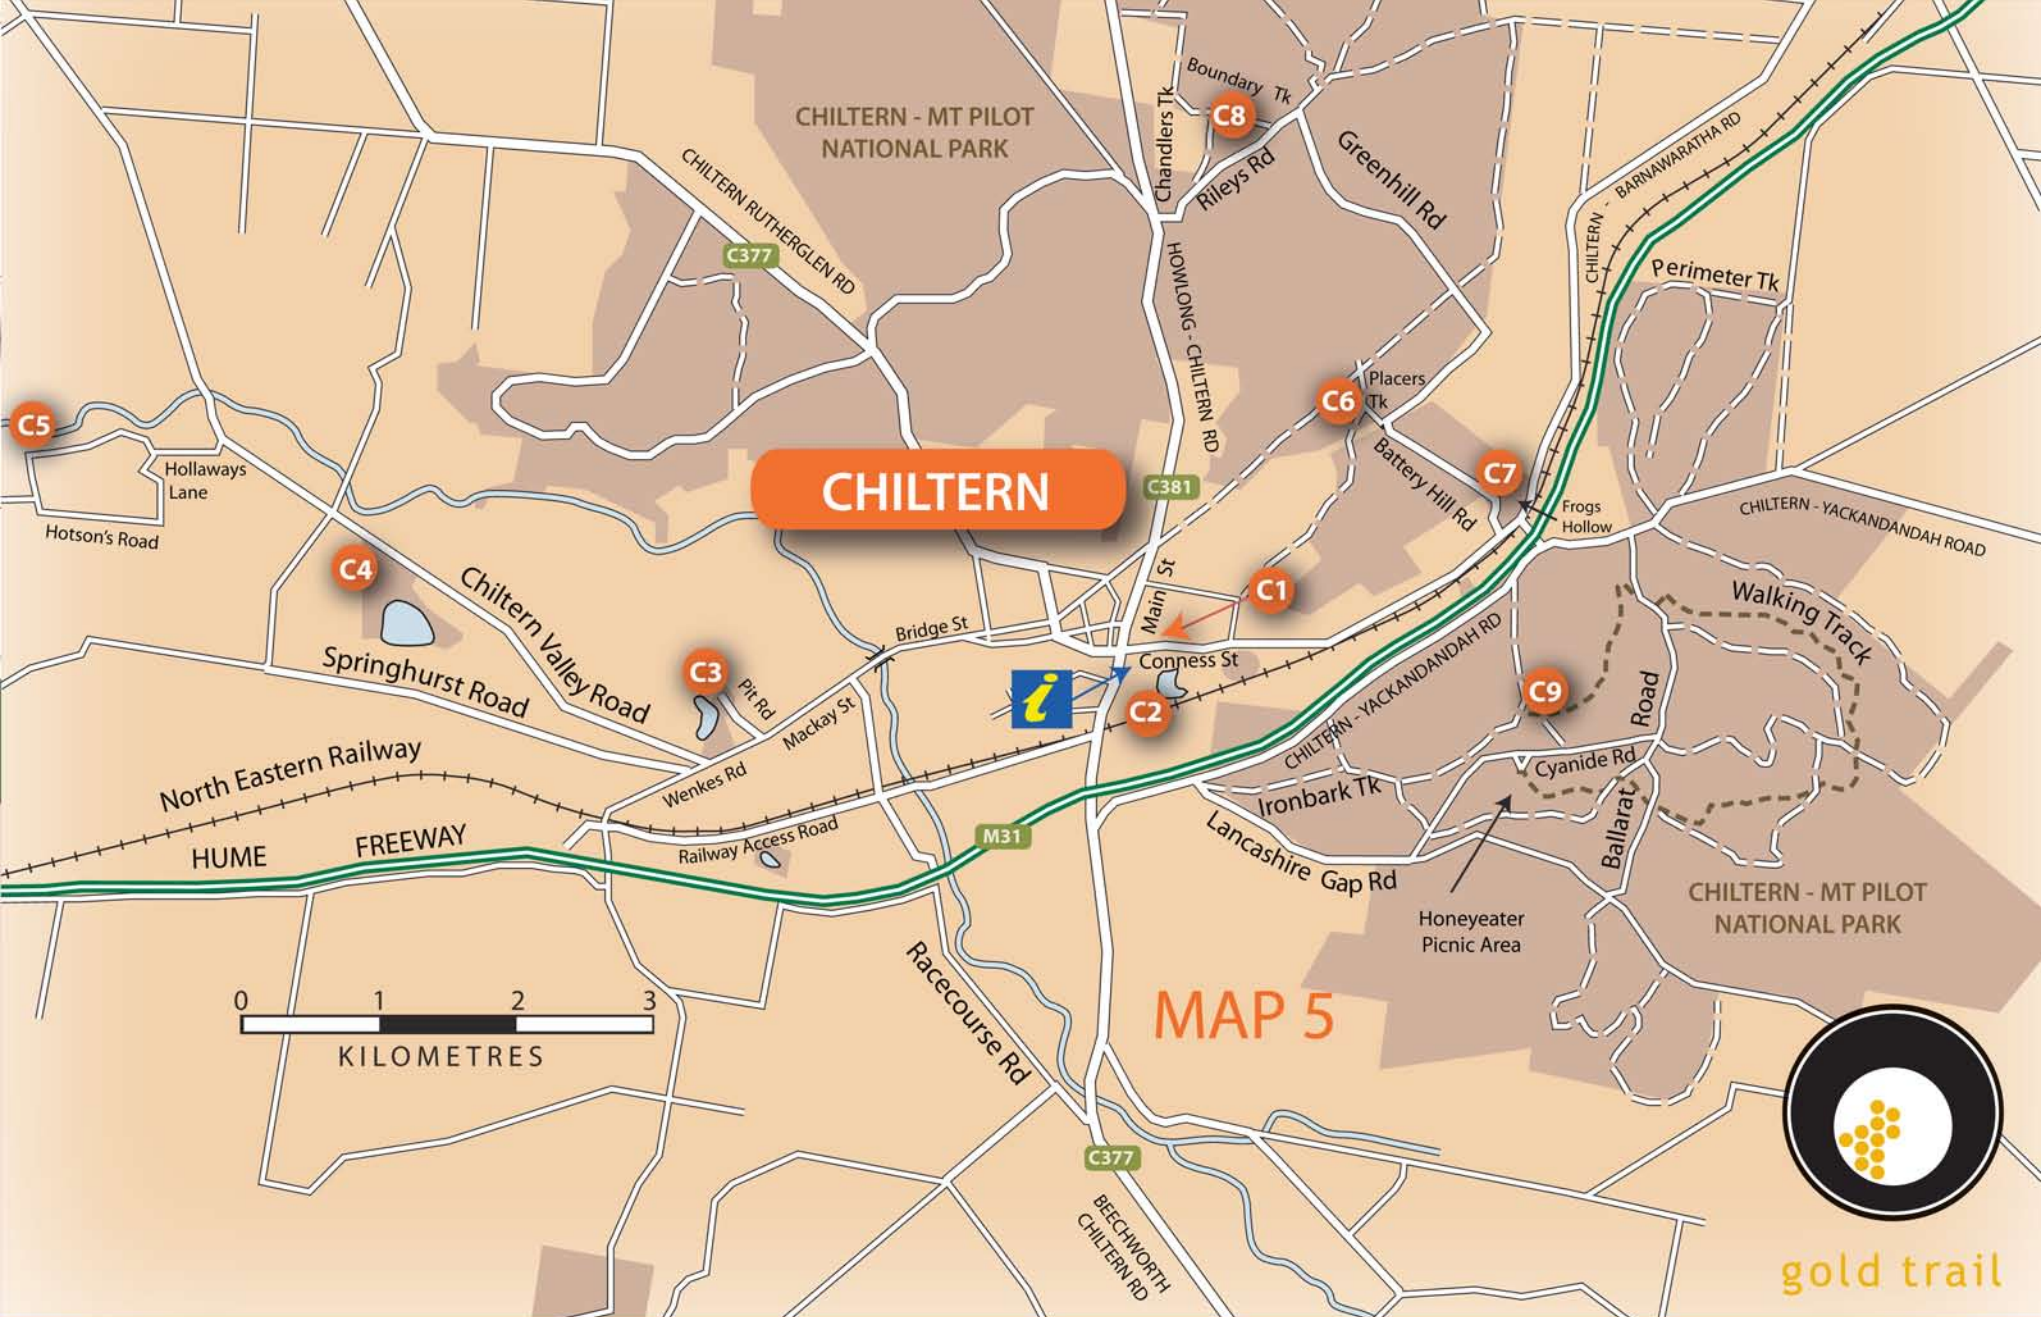 Boundary Tk
C8
Chandlers Tk
Rileys Rd
Greenhill Rd
CHILTERN - MT PILOT
NATIONAL PARK
CHILTERN RUTHERGLEN RD
C377
CHILTERN - BARNAWARATHA RD
HOWLONG - CHILTERN RD
Perimeter Tk
C5
C6
Placers
Tk
Battery Hill Rd
C7
Frogs
Hollow
Hollaways
Lane
Hotson's Road
CHILTERN
C381
CHILTERN - YACKANDANDAH ROAD
C4
Chiltern Valley Road
Springhurst Road
C3
Pit Rd
Bridge St
Main St
C1
Conness St
i
C2
Mackay St
Wenkes Rd
CHILTERN - YACKANDANDAH RD
Walking Track
C9
Road
Ballarat
Cyanide Rd
Ironbark Tk
Lancashire Gap Rd
North Eastern Railway
HUME FREEWAY
Railway Access Road
M31
Honeyeater
Picnic Area
CHILTERN - MT PILOT
NATIONAL PARK
Racecourse Rd
0 1 2 3
KILOMETRES
MAP 5
C377
BEECHWORTH
CHILTERN RD
gold trail